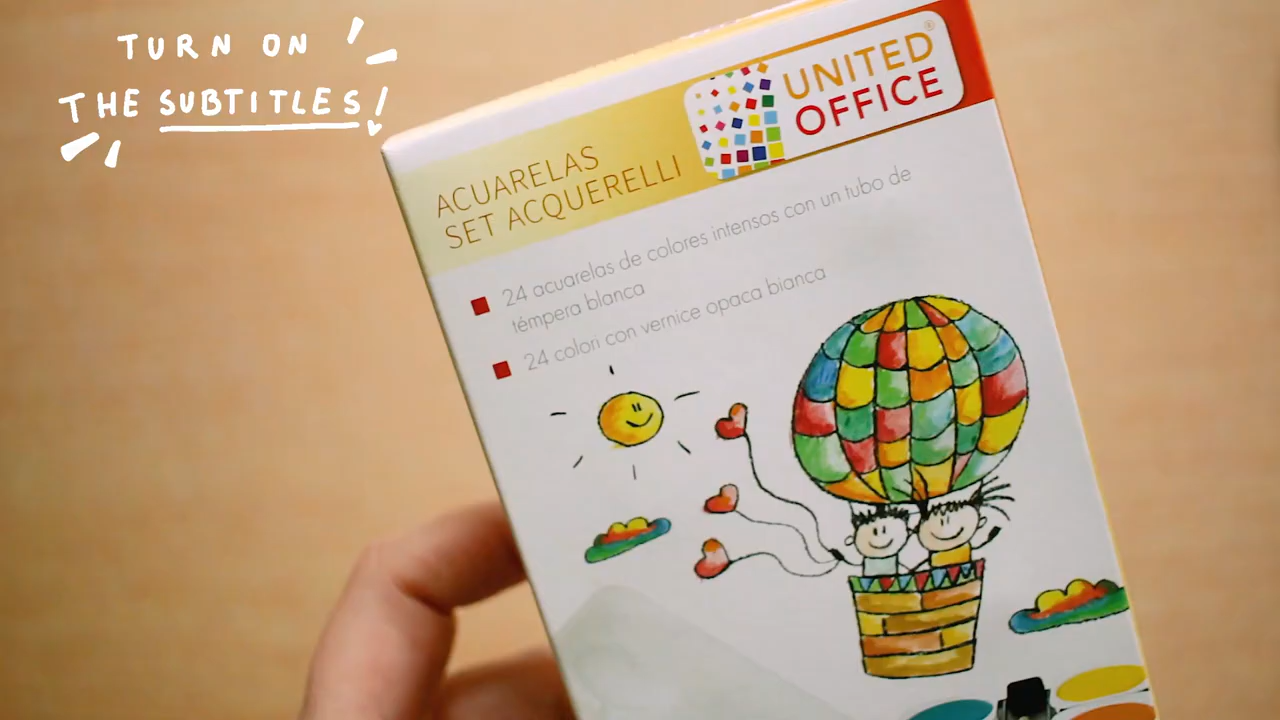 TURN ON
THE SUBTITLES!
UNITED®
OFFICE
ACUARELAS
SET ACQUERELLI
24 acuarelas de colores intensos con un tubo de
témpera blanca
24 colori con vernice opaca bianca